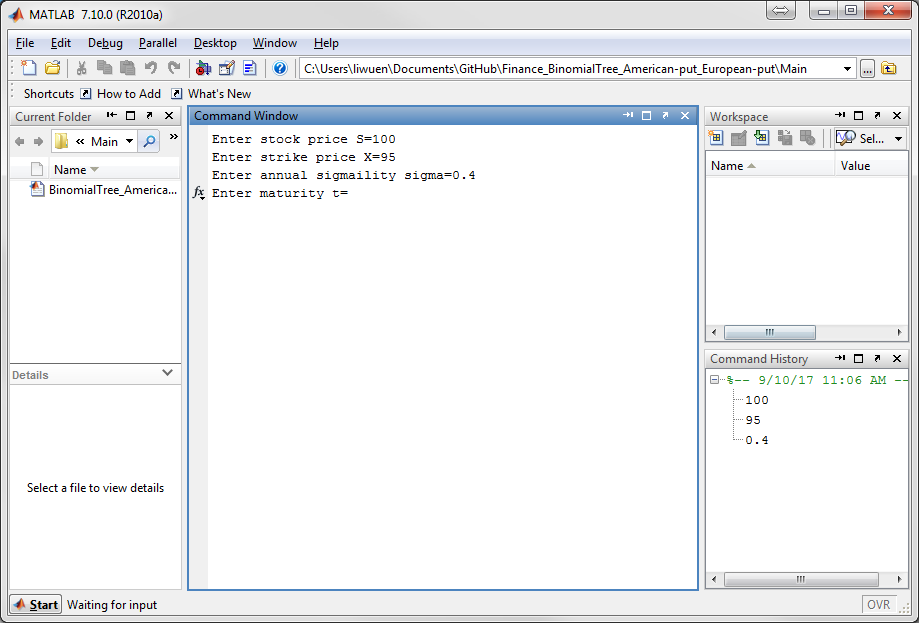 MATLAB 7.10.0 (R2010a)
File Edit Debug Parallel Desktop Window Help
C:\Users\liwuen\Documents\GitHub\Finance_BinomialTree_American-put_European-put\Main
Shortcuts How to Add What's New
Current Folder
« Main
»
Name
BinomialTree_America...
Details
Select a file to view details
Command Window
Enter stock price S=100
Enter strike price X=95
Enter annual sigmaility sigma=0.4
fx Enter maturity t=
Workspace
Sel...
Name Value
Command History
%-- 9/10/17 11:06 AM --
100
95
0.4
Start Waiting for input
OVR